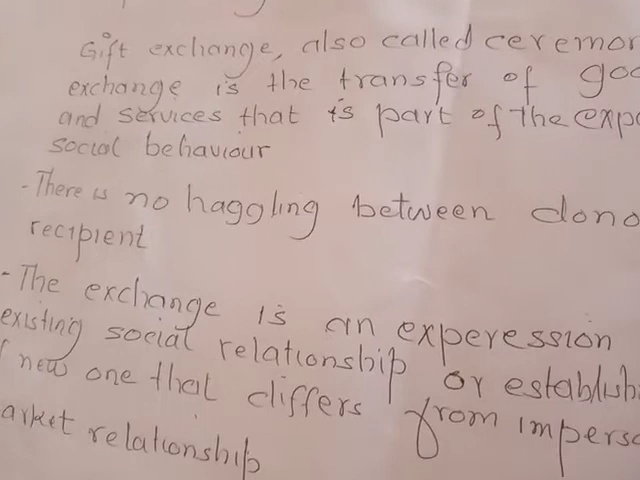 Gift exchange, also called ceremon
exchange is the transfer of goo
and services that is part of the expe
social behaviour
- There is no haggling between dono
recipient
- The exchange is an experession
existing social relationship or establish
new one that differs from imperso
arket relationship